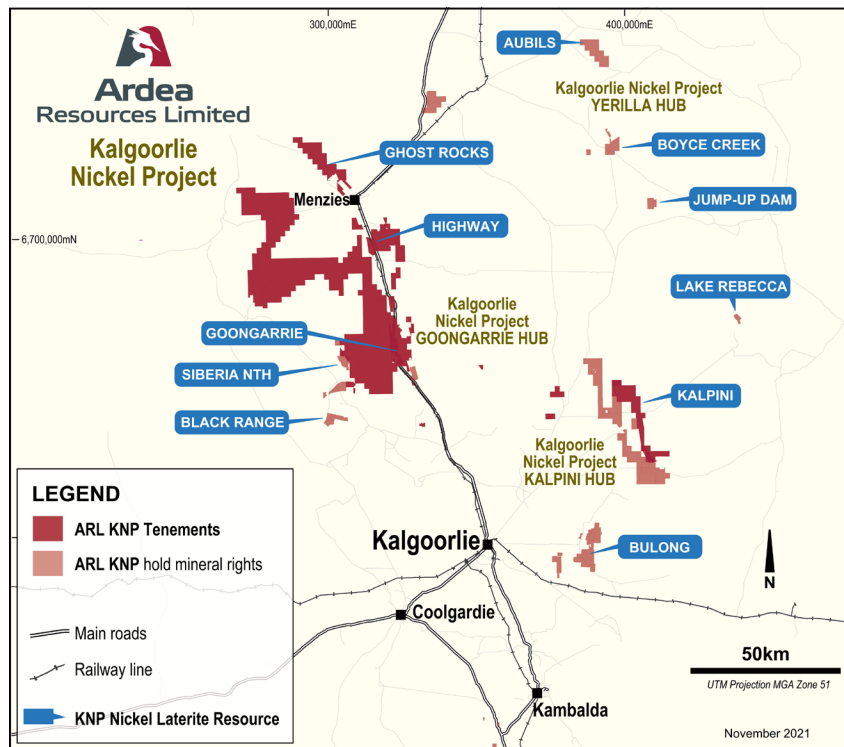 300,000mE
400,000mE
Ardea
Resources Limited
Kalgoorlie
Nickel Project
AUBILS
Kalgoorlie Nickel Project
YERILLA HUB
GHOST ROCKS
BOYCE CREEK
Menzies
JUMP-UP DAM
HIGHWAY
6,700,000mN
LAKE REBECCA
Kalgoorlie
Nickel Project
GOONGARRIE HUB
GOONGARRIE
SIBERIA NTH
KALPINI
BLACK RANGE
Kalgoorlie
Nickel Project
KALPINI HUB
LEGEND
ARL KNP Tenements
ARL KNP hold mineral rights
Main roads
Railway line
KNP Nickel Laterite Resource
Kalgoorlie
BULONG
N
Coolgardie
50km
UTM Projection MGA Zone 51
Kambalda
November 2021